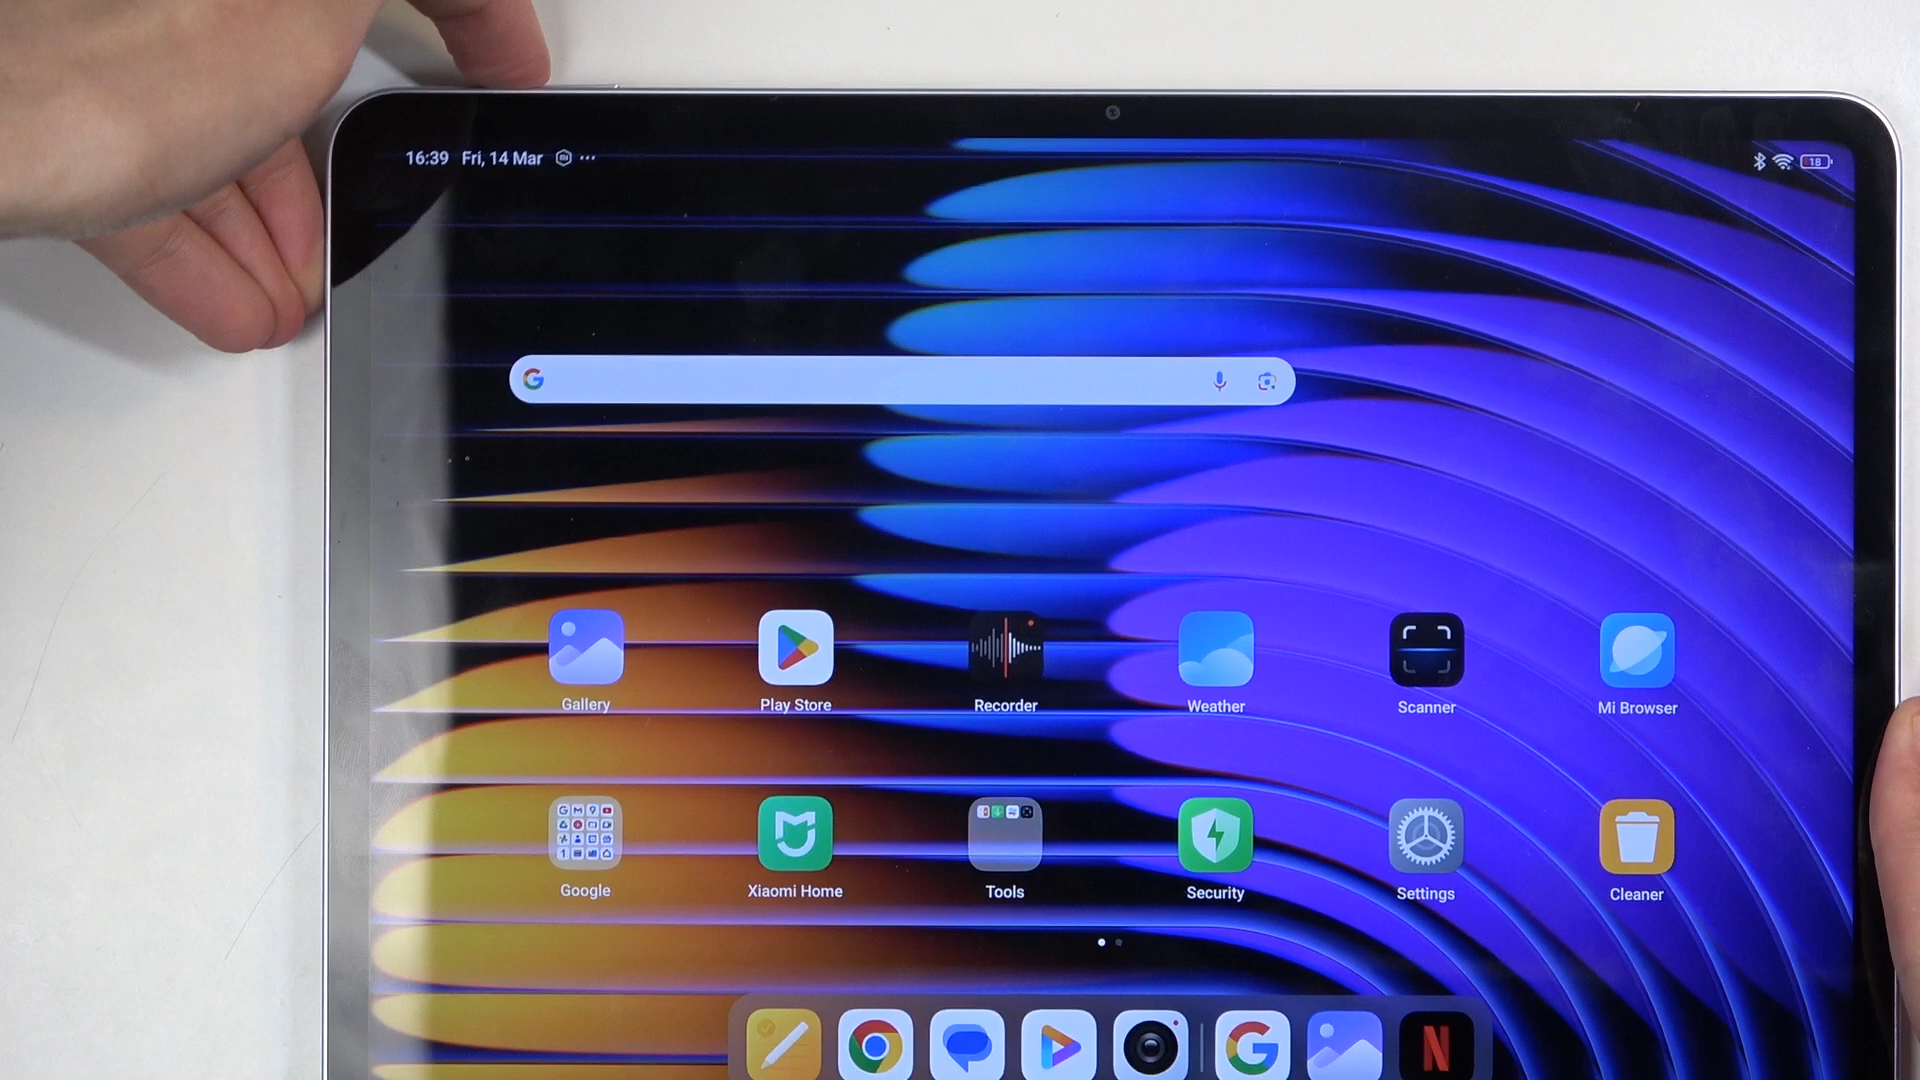 16:39 Fri, 14 Mar
18
Gallery
Play Store
Recorder
Weather
Scanner
Mi Browser
Google
Xiaomi Home
Tools
Security
Settings
Cleaner